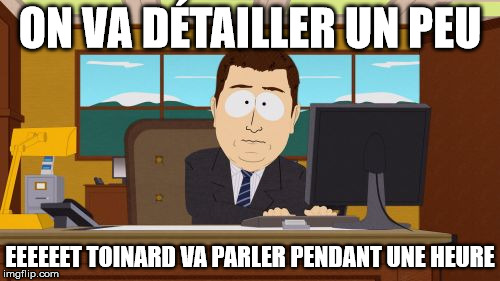 ON VA DÉTAILLER UN PEU
EEEEEET TOINARD VA PARLER PENDANT UNE HEURE
imgflip.com